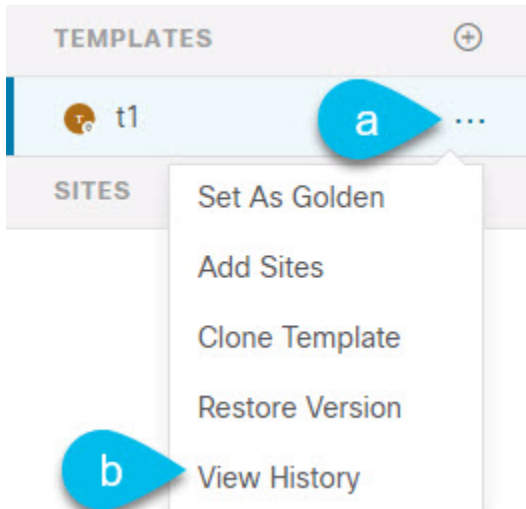 TEMPLATES
T t1 a ...
SITES
Set As Golden
Add Sites
Clone Template
Restore Version
b View History